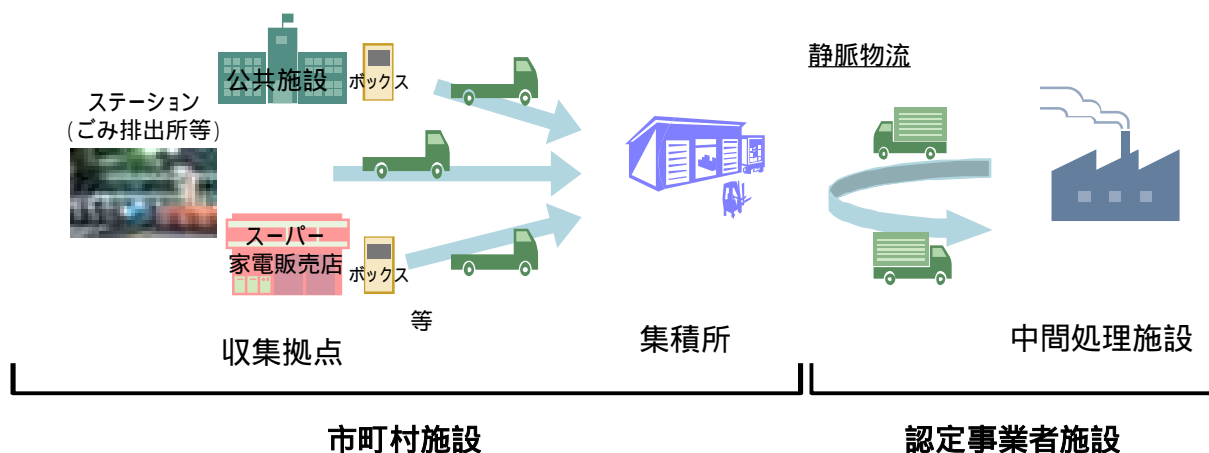 静脈物流
公共施設
ボックス
ステーション
(ごみ排出所等)
スーパー
家電販売店
ボックス
等
収集拠点
集積所
中間処理施設
市町村施設
認定事業者施設